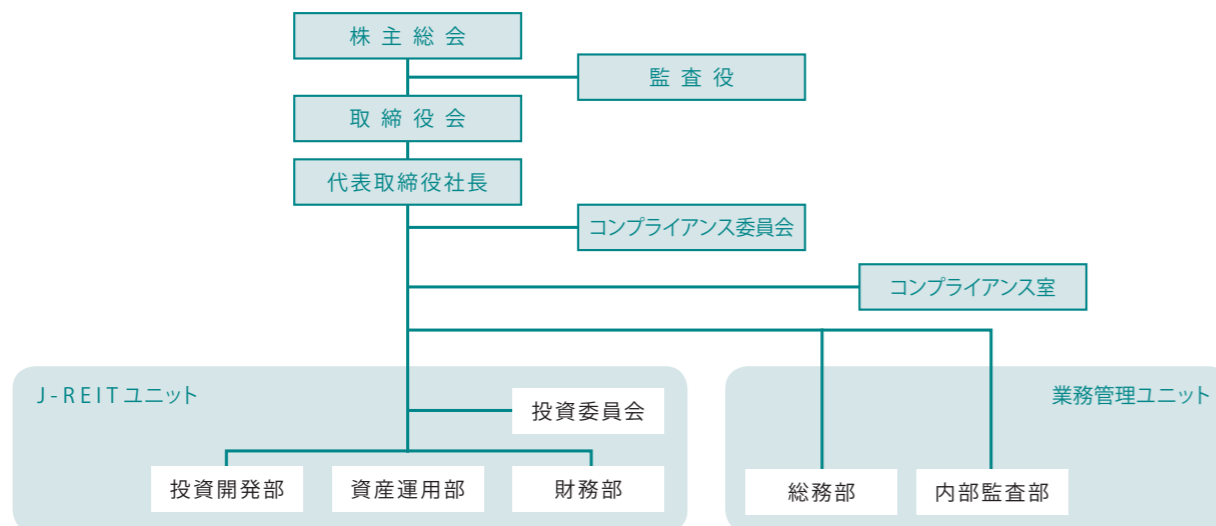 株主総会
監査役
取締役会
代表取締役社長
コンプライアンス委員会
コンプライアンス室
J-REITユニット
業務管理ユニット
投資委員会
投資開発部
資産運用部
財務部
総務部
内部監査部